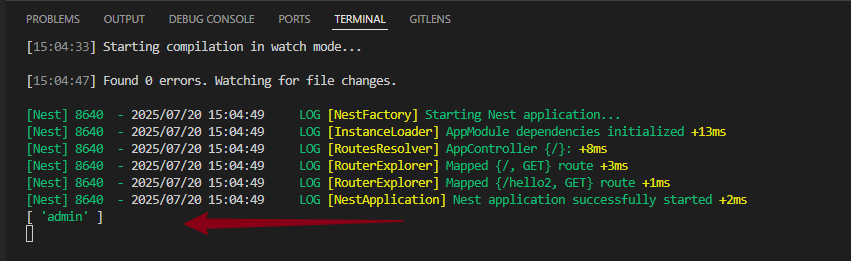 PROBLEMS OUTPUT DEBUG CONSOLE PORTS TERMINAL GITLENS
[15:04:33] Starting compilation in watch mode...
[15:04:47] Found 0 errors. Watching for file changes.
[Nest] 8640  - 2025/07/20 15:04:49     LOG [NestFactory] Starting Nest application...
[Nest] 8640  - 2025/07/20 15:04:49     LOG [InstanceLoader] AppModule dependencies initialized +13ms
[Nest] 8640  - 2025/07/20 15:04:49     LOG [RoutesResolver] AppController {/}: +8ms
[Nest] 8640  - 2025/07/20 15:04:49     LOG [RouterExplorer] Mapped {/, GET} route +3ms
[Nest] 8640  - 2025/07/20 15:04:49     LOG [RouterExplorer] Mapped {/hello2, GET} route +1ms
[Nest] 8640  - 2025/07/20 15:04:49     LOG [NestApplication] Nest application successfully started +2ms
[ 'admin' ]